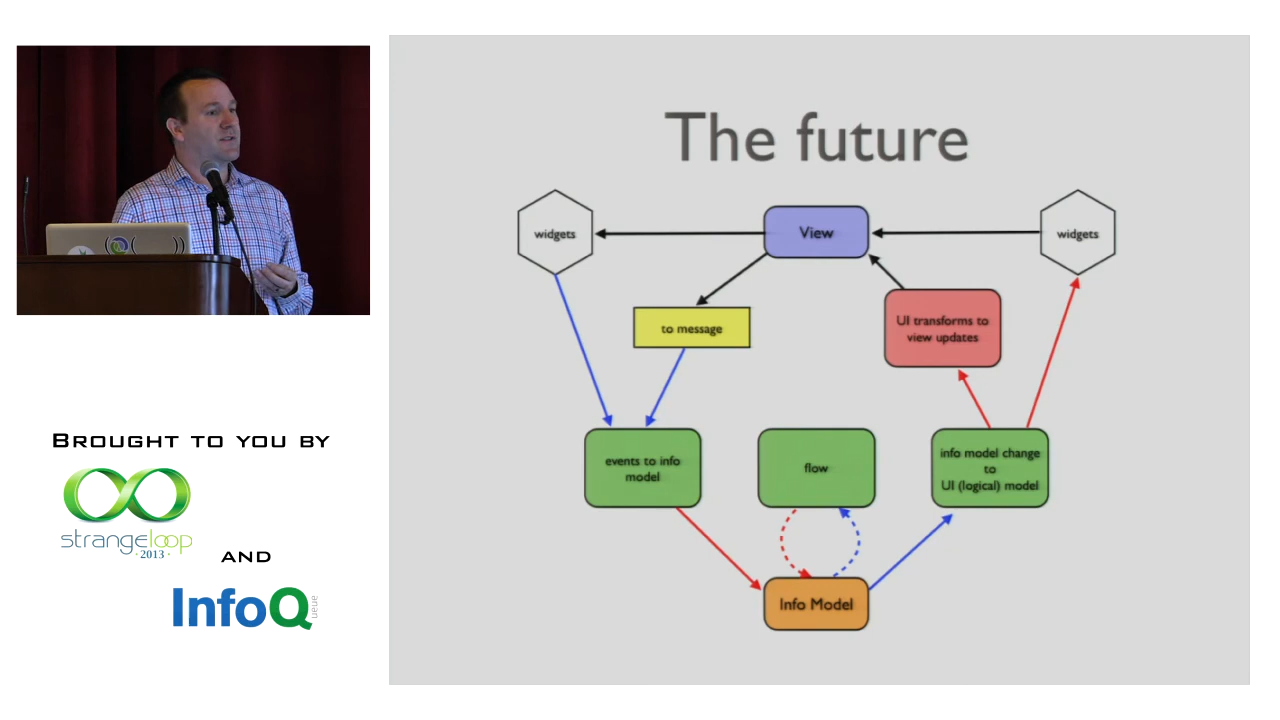 The future
widgets
View
widgets
to message
UI transforms to
view updates
events to info
model
flow
info model change
to
UI (logical) model
Info Model
BROUGHT TO YOU BY
strangeloop
· 2013 ·
AND
InfoQ